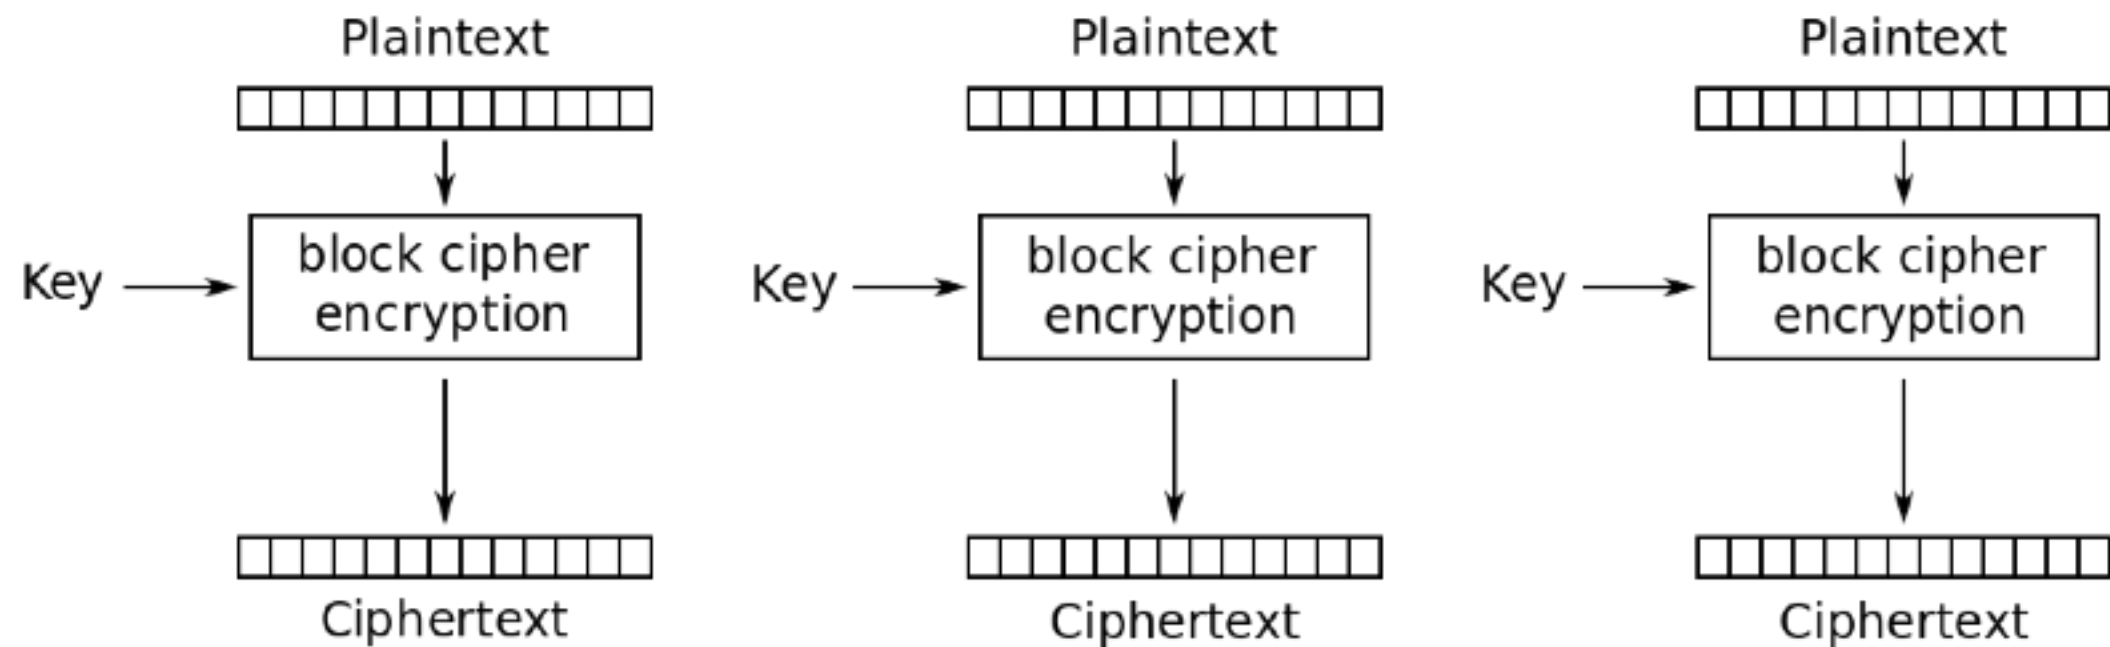 Plaintext
Plaintext
Plaintext
Key
block cipher
encryption
Key
block cipher
encryption
Key
block cipher
encryption
Ciphertext
Ciphertext
Ciphertext